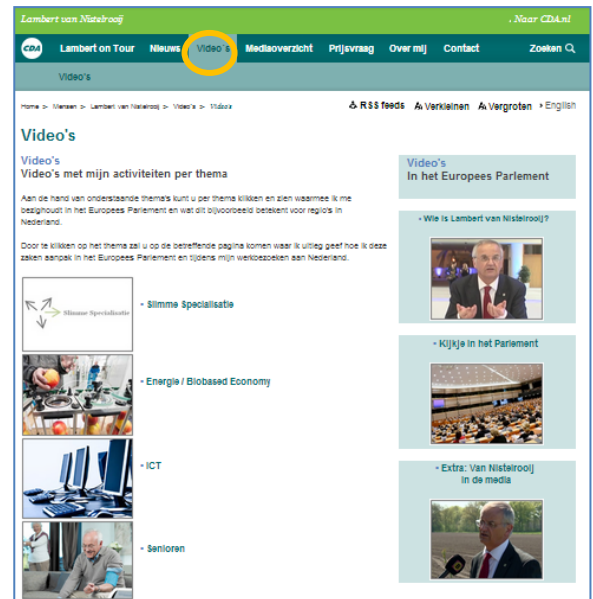 Lambert van Nistelrooij
. Naar CDA.nl
CDA Lambert on Tour Nieuws Video's Mediaoverzicht Prijsvraag Over mij Contact Zoeken
Video's
Home > Mensen > Lambert van Nistelrooij > Video's > Video's
RSS feeds AA Verkleinen AA Vergroten English
Video's
Video's
Video's met mijn activiteiten per thema
Aan de hand van onderstaande thema's kunt u per thema klikken en zien waarmee ik me
bezighoudt in het Europees Parlement en wat dit bijvoorbeeld betekent voor regio's in
Nederland.
Door te klikken op het thema zal u op de betreffende pagina komen waar ik uitleg geef hoe ik deze
zaken aanpak in het Europees Parlement en tijdens mijn werkbezoeken aan Nederland.
Slimme Specialisatie
- Slimme Specialisatie
- Energie / Biobased Economy
- ICT
- Senioren
Video's
In het Europees Parlement
- Wie is Lambert van Nistelrooij?
- Kijkje in het Parlement
- Extra: Van Nistelrooij
in de media